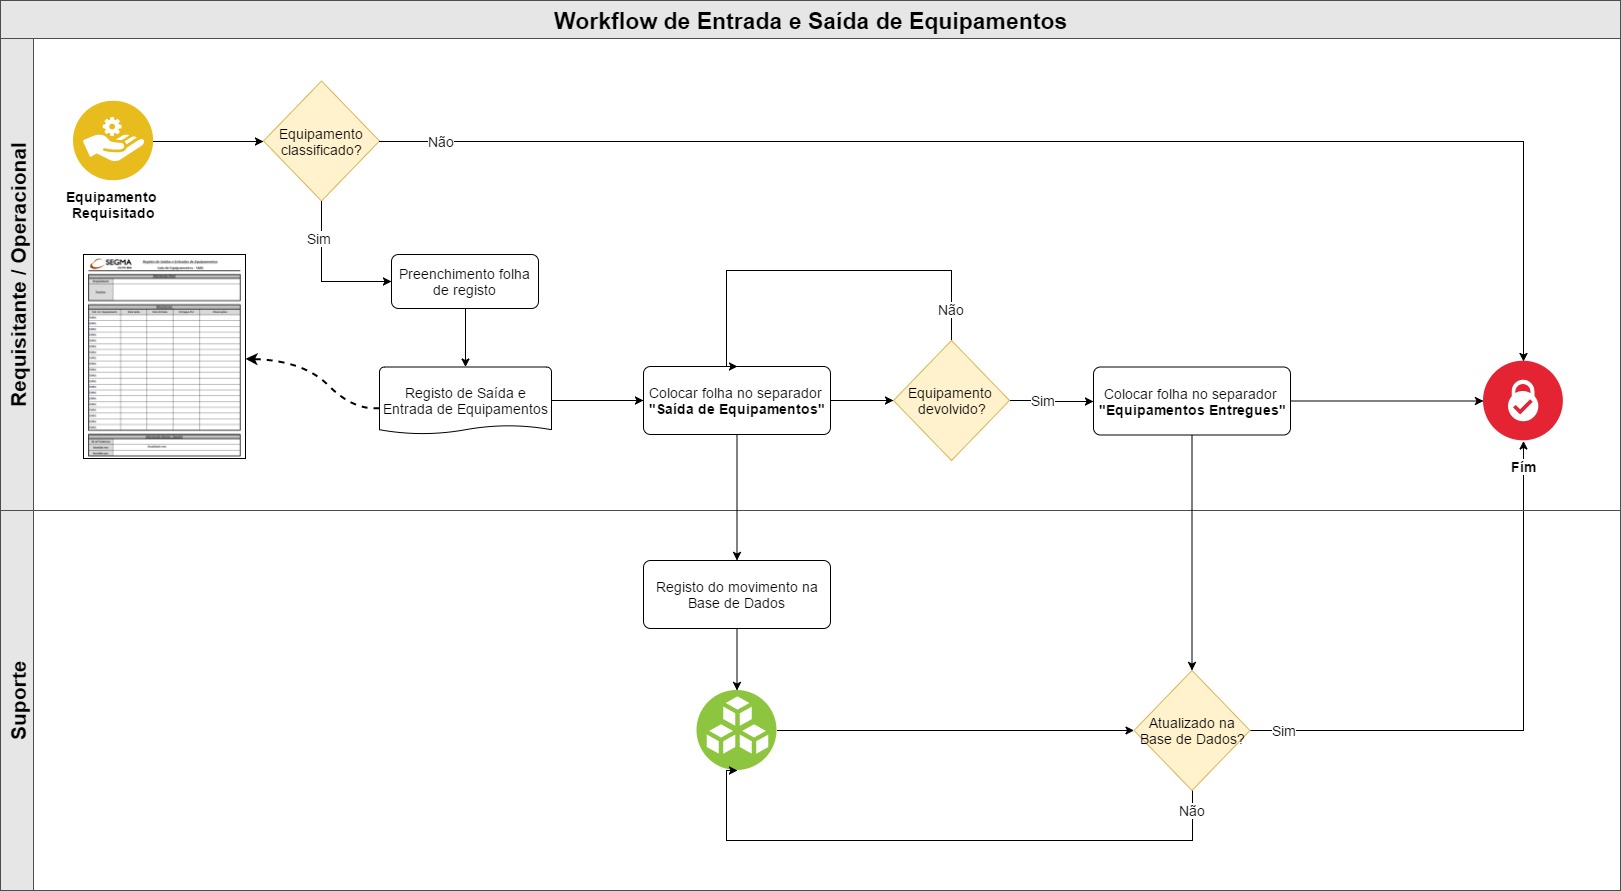 Workflow de Entrada e Saída de Equipamentos
Requisitante / Operacional
Equipamento
Requisitado
Equipamento
classificado?
Não
Sim
Preenchimento folha
de registo
SEGMA
Registo de Saída e
Entrada de Equipamentos
Colocar folha no separador
"Saída de Equipamentos"
Não
Equipamento
devolvido?
Sim
Colocar folha no separador
"Equipamentos Entregues"
Fím
Suporte
Registo do movimento na
Base de Dados
Atualizado na
Base de Dados?
Sim
Não